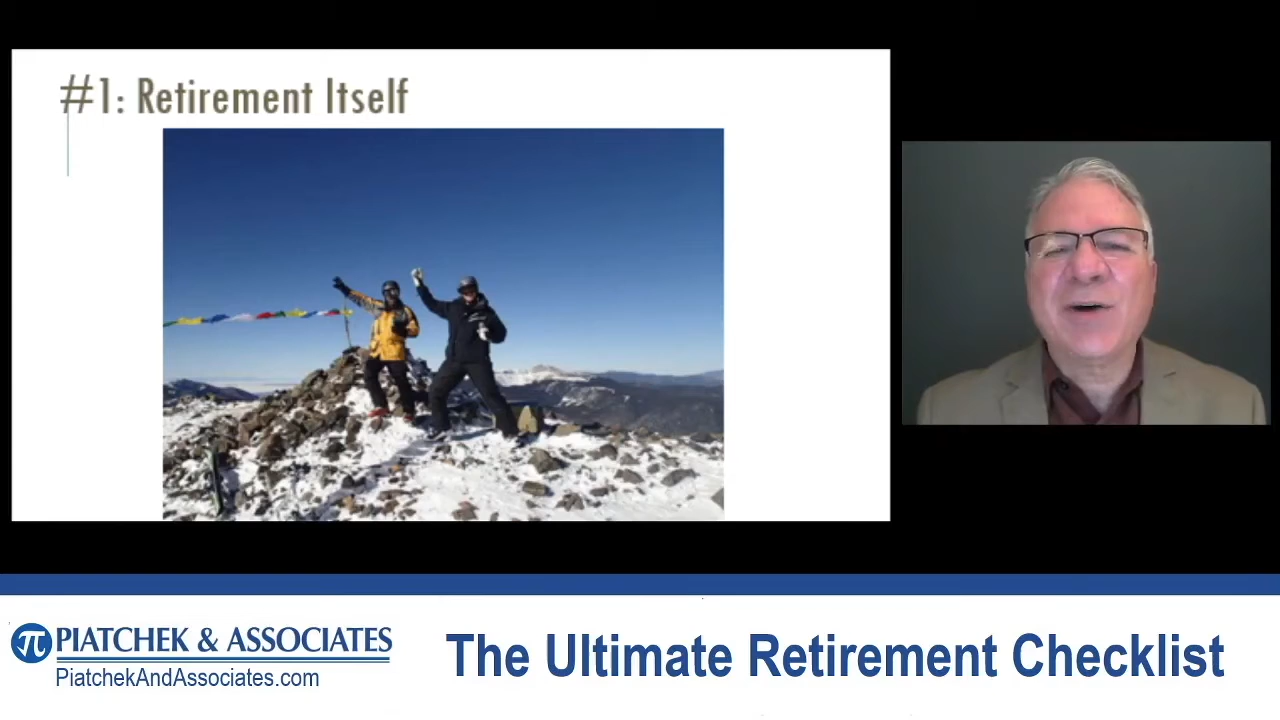 #1: Retirement Itself
π PIATCHEK & ASSOCIATES
PiatchekAndAssociates.com
The Ultimate Retirement Checklist